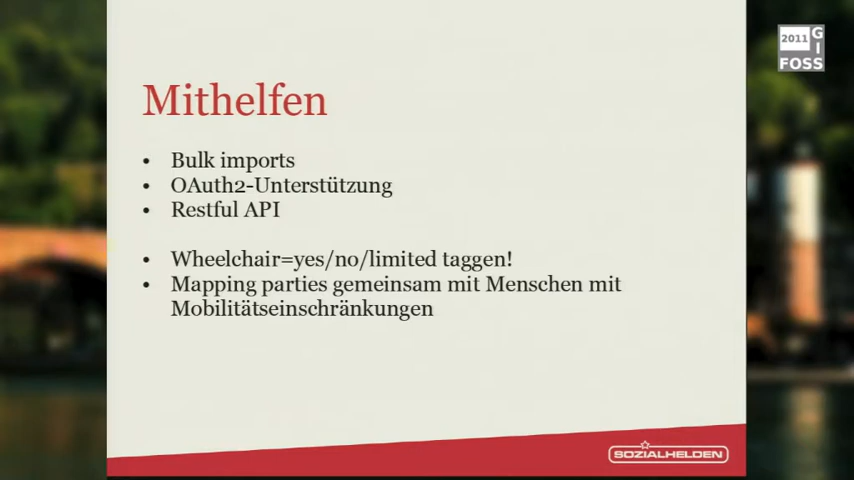 2011 G
I
FOSS
Mithelfen
• Bulk imports
• OAuth2-Unterstützung
• Restful API
• Wheelchair=yes/no/limited taggen!
• Mapping parties gemeinsam mit Menschen mit
Mobilitätseinschränkungen
SOZIALHELDEN